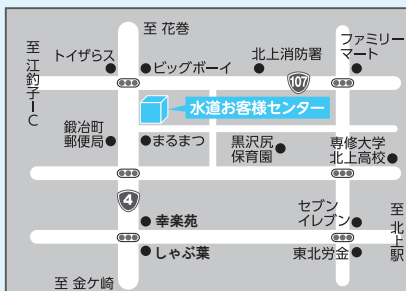 至 花巻
至 江釣子IC
トイザらス
ビッグボーイ
北上消防署
107
ファミリー
マート
水道お客様センター
鍛冶町
郵便局
まるまつ
黒沢尻
保育園
専修大学
北上高校
4
幸楽苑
しゃぶ葉
セブン
イレブン
東北労金
至 北上駅
至 金ケ崎